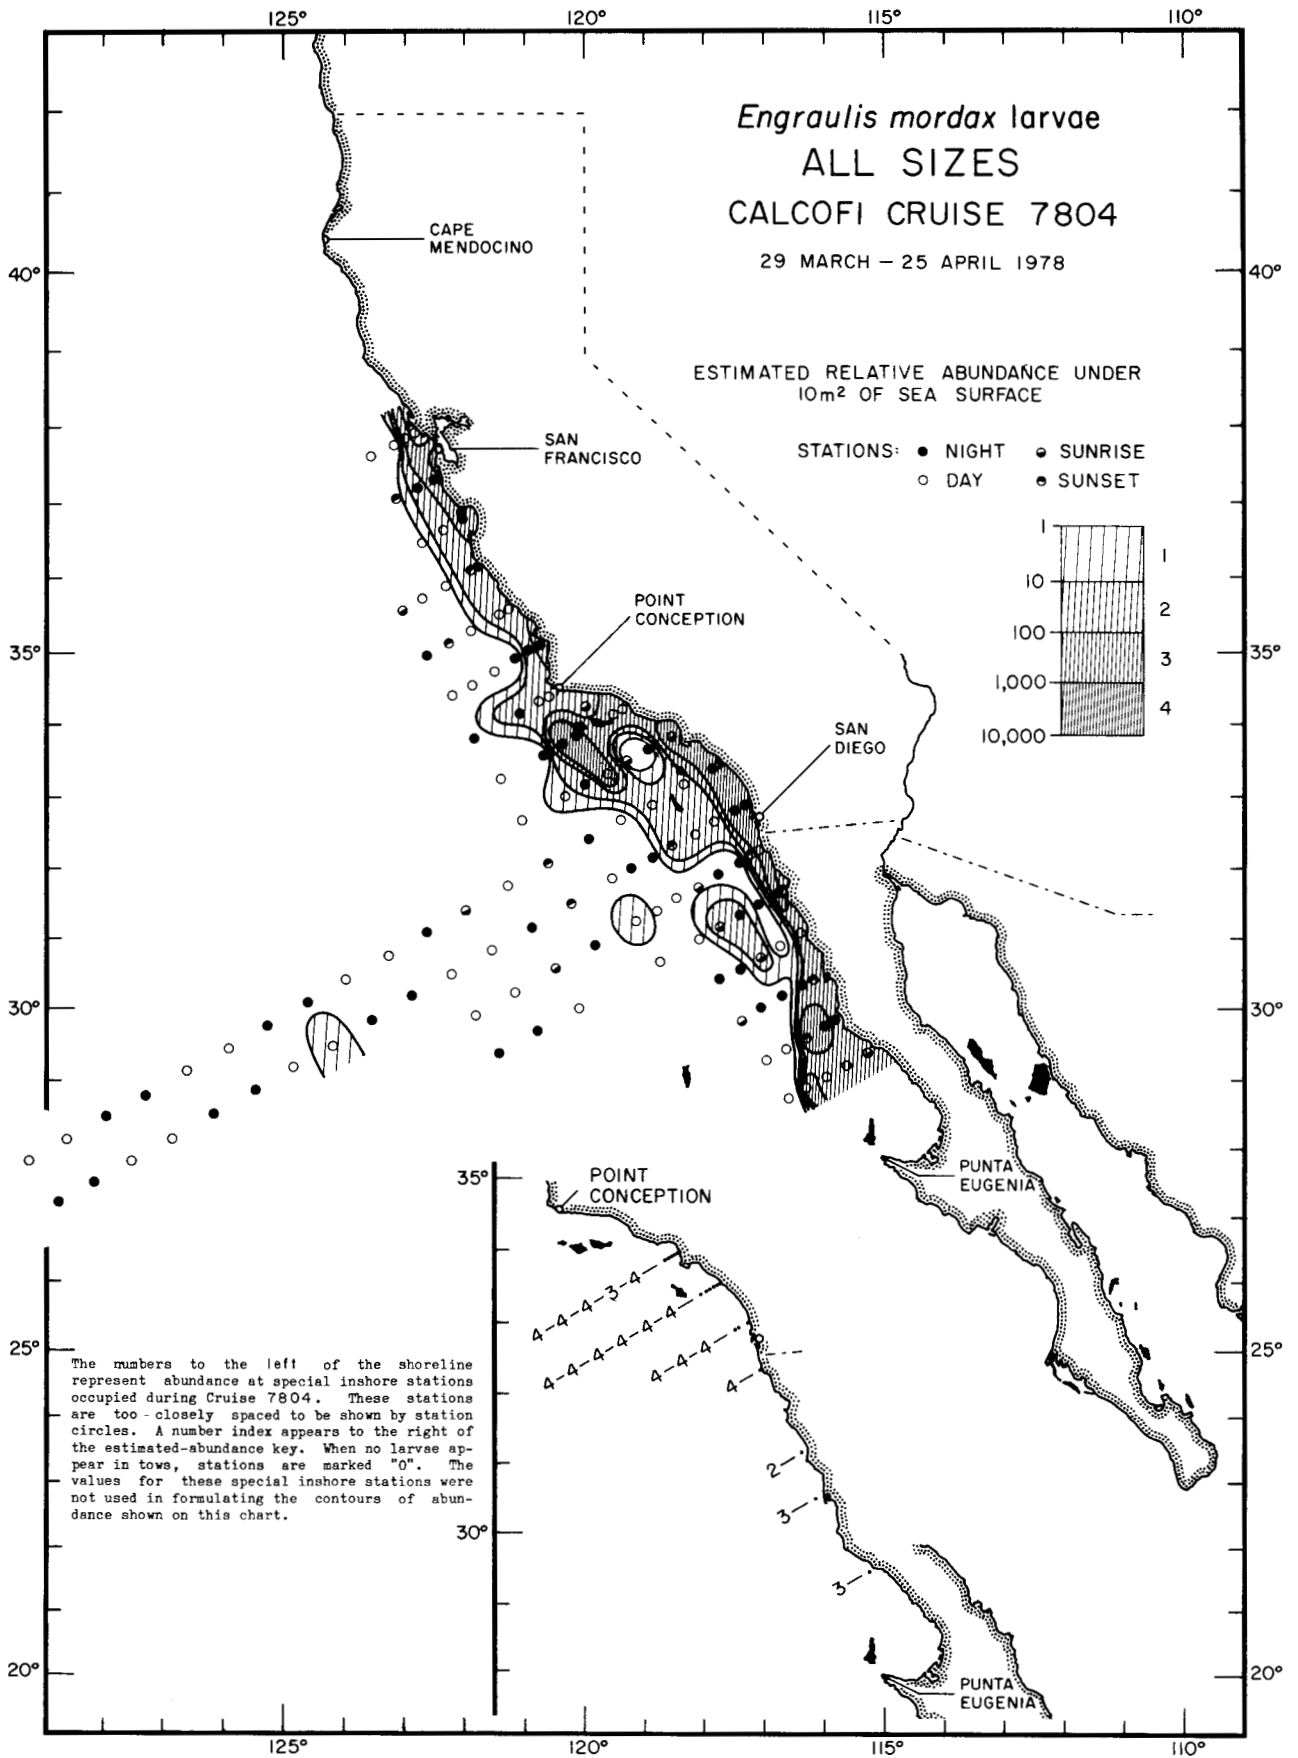 125°
120°
115°
110°
Engraulis mordax larvae
ALL SIZES
CALCOFI CRUISE 7804
29 MARCH – 25 APRIL 1978
CAPE
MENDOCINO
40°
40°
ESTIMATED RELATIVE ABUNDANCE UNDER
10m² OF SEA SURFACE
STATIONS: ● NIGHT ◒ SUNRISE
○ DAY ◓ SUNSET
SAN
FRANCISCO
1
10
100
1,000
10,000
1
2
3
4
POINT
CONCEPTION
35°
35°
SAN
DIEGO
30°
30°
PUNTA
EUGENIA
35°
POINT
CONCEPTION
4-4-4-3-4
4-4-4-4-4-4
4-4-4
4
2
3
3
25°
25°
The numbers to the left of the shoreline
represent abundance at special inshore stations
occupied during Cruise 7804. These stations
are too-closely spaced to be shown by station
circles. A number index appears to the right of
the estimated-abundance key. When no larvae ap-
pear in tows, stations are marked "0". The
values for these special inshore stations were
not used in formulating the contours of abun-
dance shown on this chart.
30°
20°
20°
PUNTA
EUGENIA
125°
120°
115°
110°